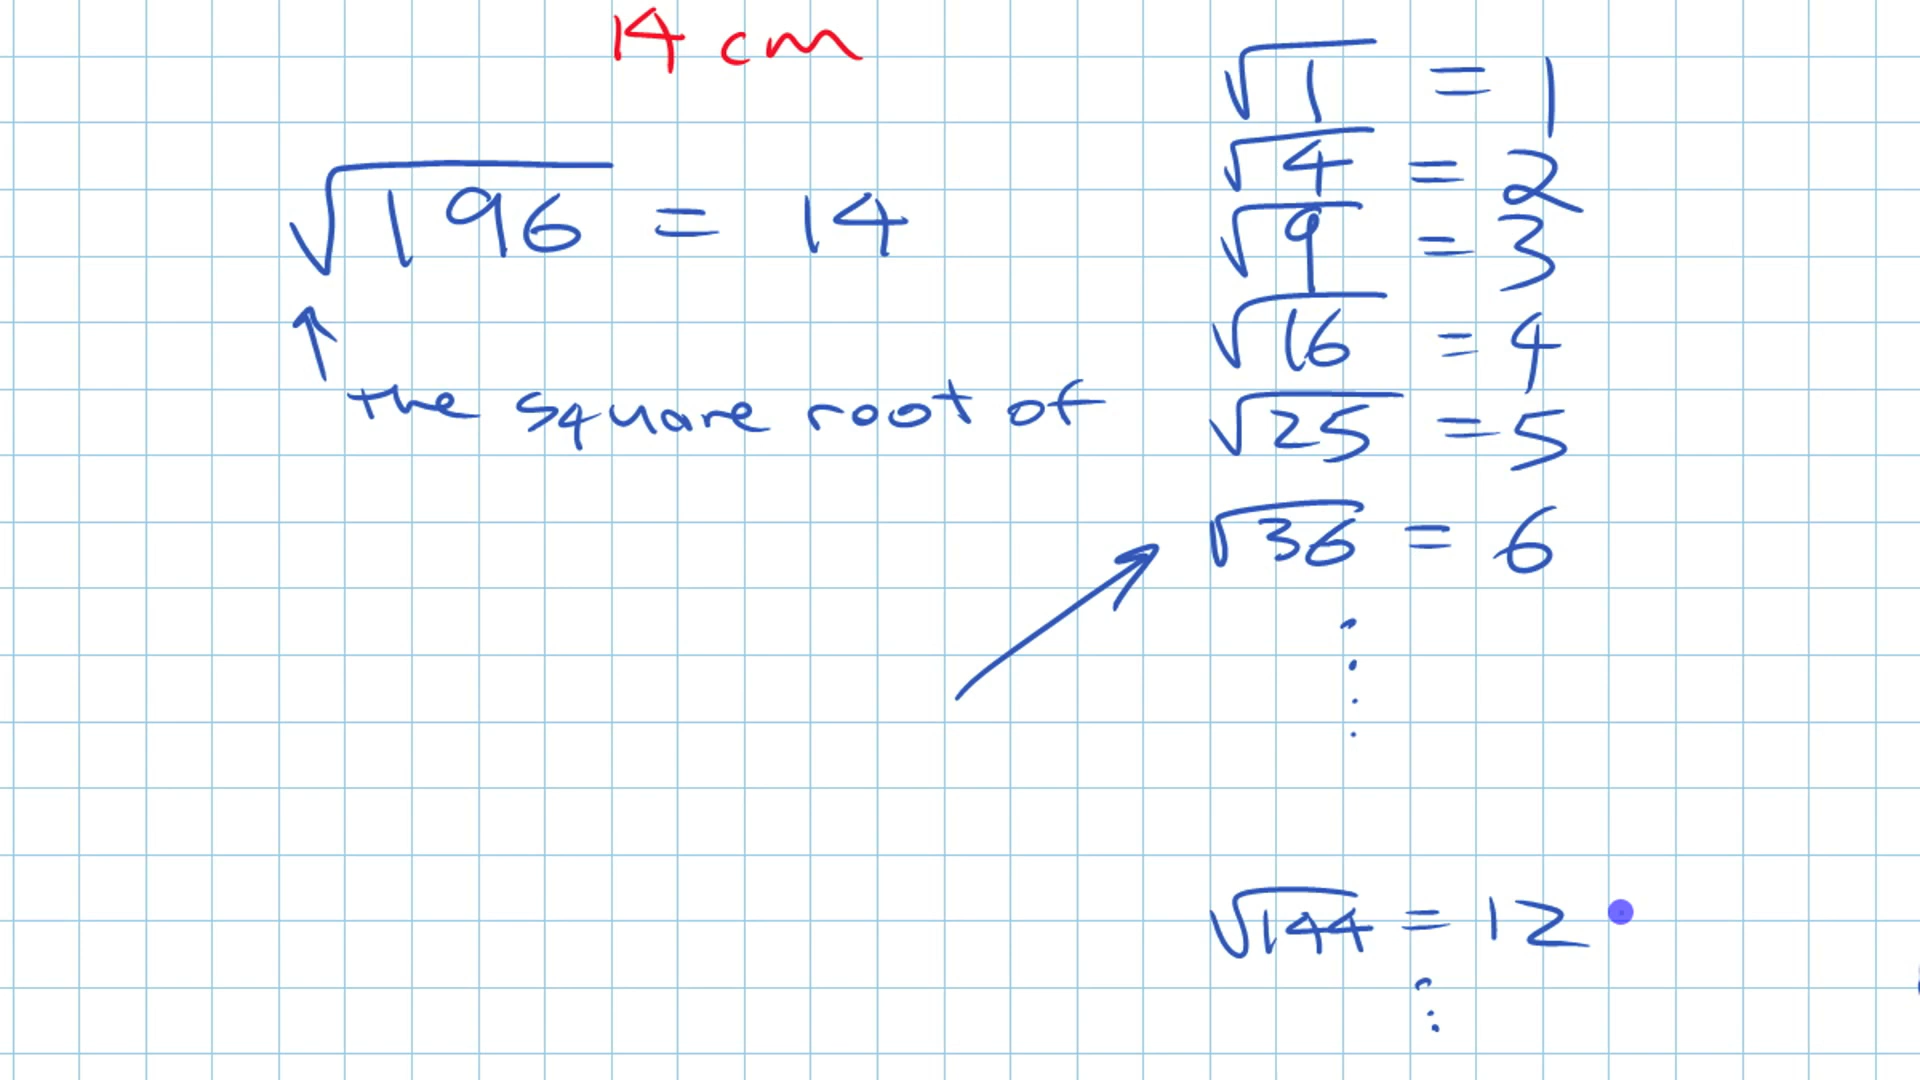 14 cm
√196 = 14
the square root of
√1 = 1
√4 = 2
√9 = 3
√16 = 4
√25 = 5
√36 = 6
⋮
√144 = 12
⋮